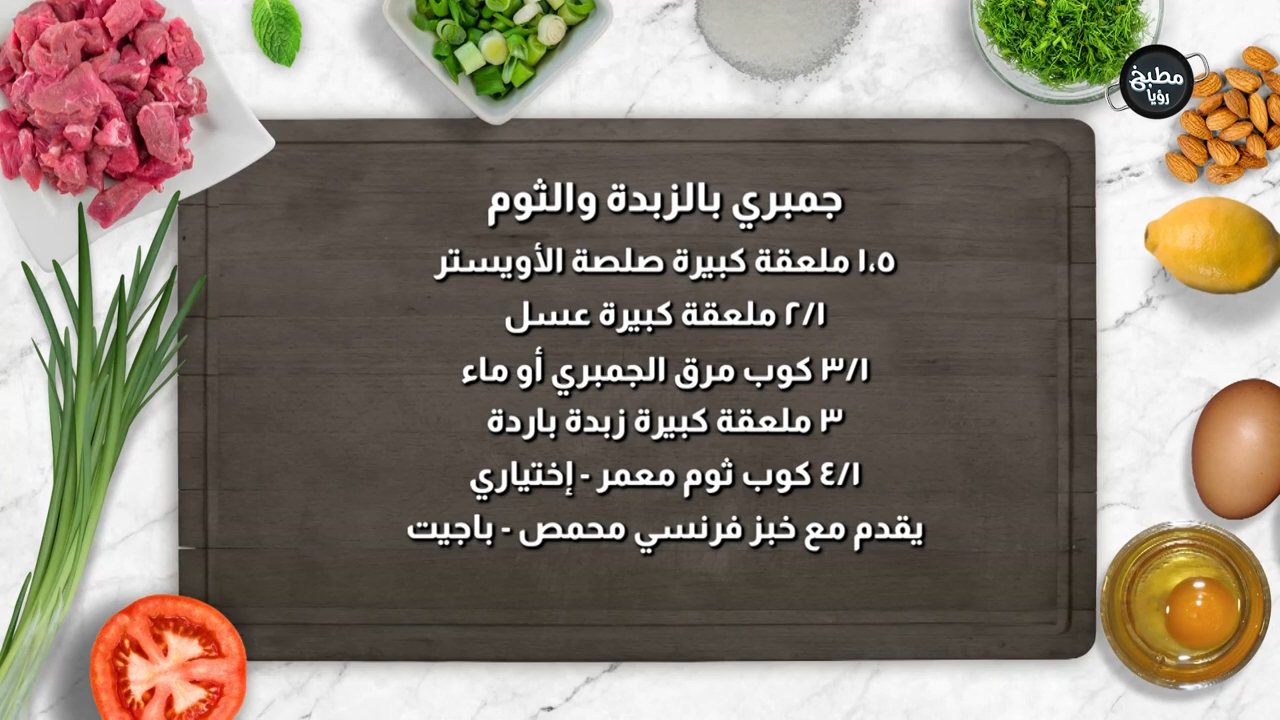 مطبخ
رؤيا
جمبري بالزبدة والثوم
١،٥ ملعقة كبيرة صلصة الأويستر
٢/١ ملعقة كبيرة عسل
٣/١ كوب مرق الجمبري أو ماء
٣ ملعقة كبيرة زبدة باردة
٤/١ كوب ثوم معمر - إختياري
يقدم مع خبز فرنسي محمص - باجيت